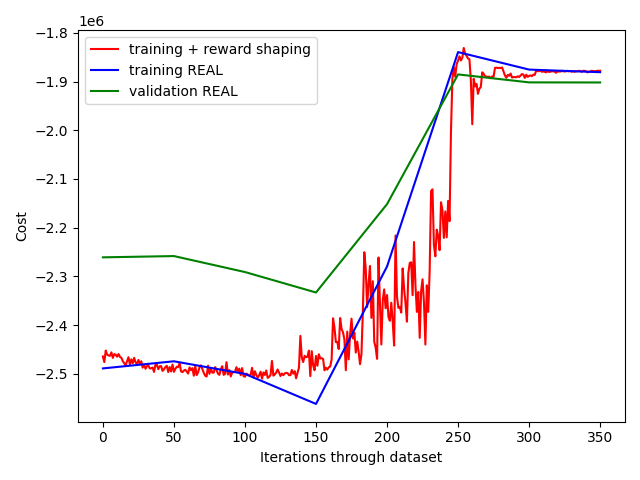 1e6
training + reward shaping
training REAL
validation REAL
−1.8
−1.9
−2.0
−2.1
−2.2
−2.3
−2.4
−2.5
Cost
0 50 100 150 200 250 300 350
Iterations through dataset